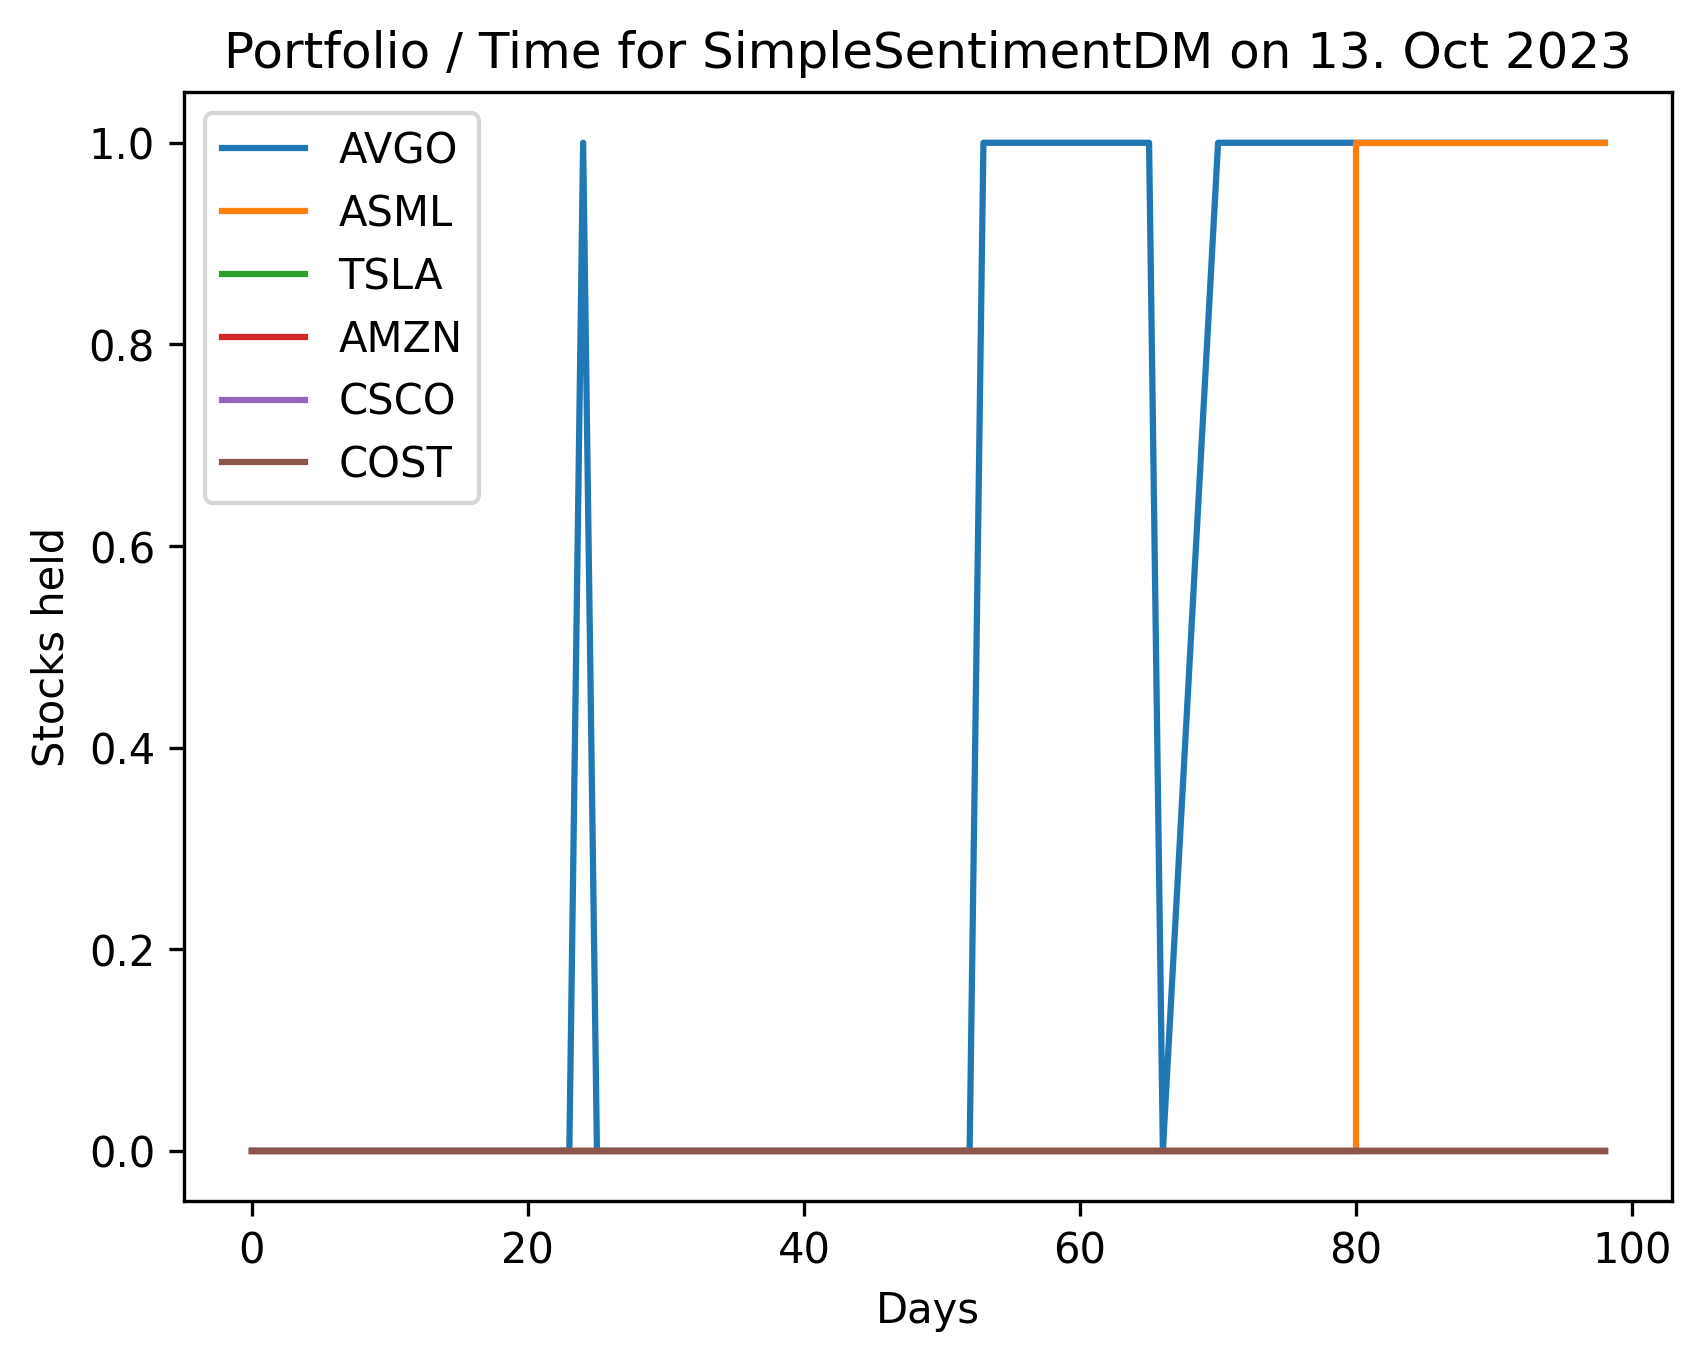 Portfolio / Time for SimpleSentimentDM on 13. Oct 2023
AVGO
ASML
TSLA
AMZN
CSCO
COST
Stocks held
1.0
0.8
0.6
0.4
0.2
0.0
0 20 40 60 80 100
Days